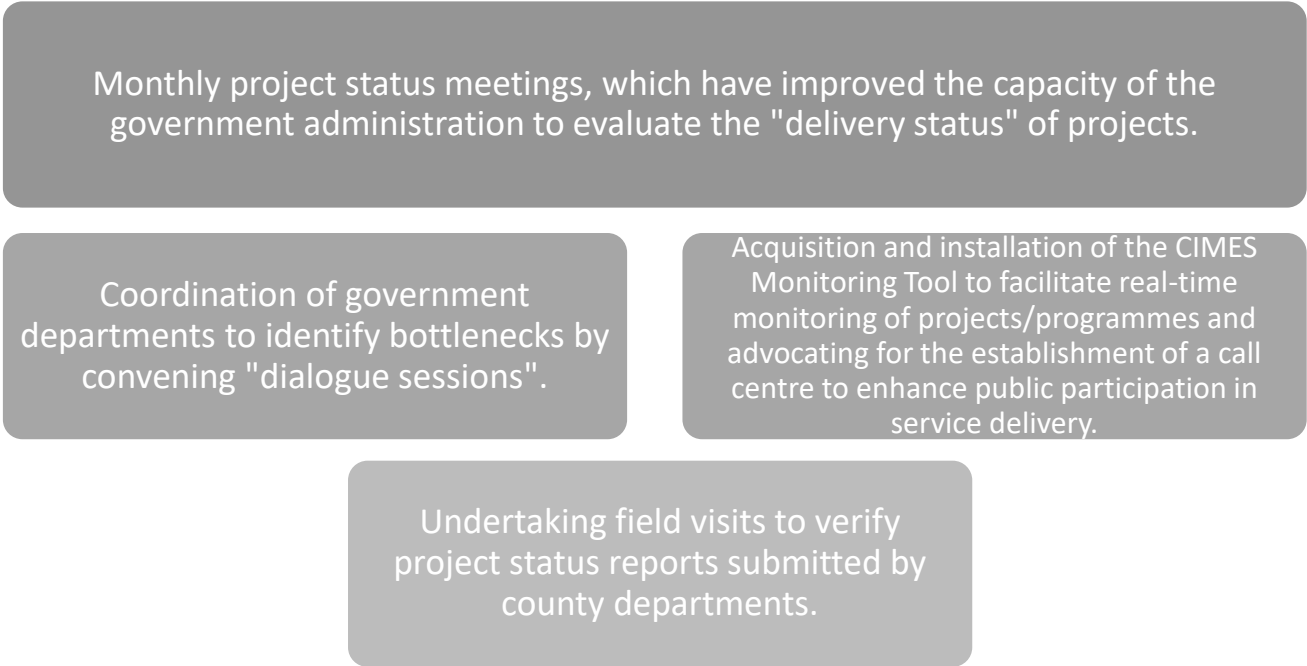 Monthly project status meetings, which have improved the capacity of the
government administration to evaluate the "delivery status" of projects.
Coordination of government
departments to identify bottlenecks by
convening "dialogue sessions".
Acquisition and installation of the CIMES
Monitoring Tool to facilitate real-time
monitoring of projects/programmes and
advocating for the establishment of a call
centre to enhance public participation in
service delivery.
Undertaking field visits to verify
project status reports submitted by
county departments.